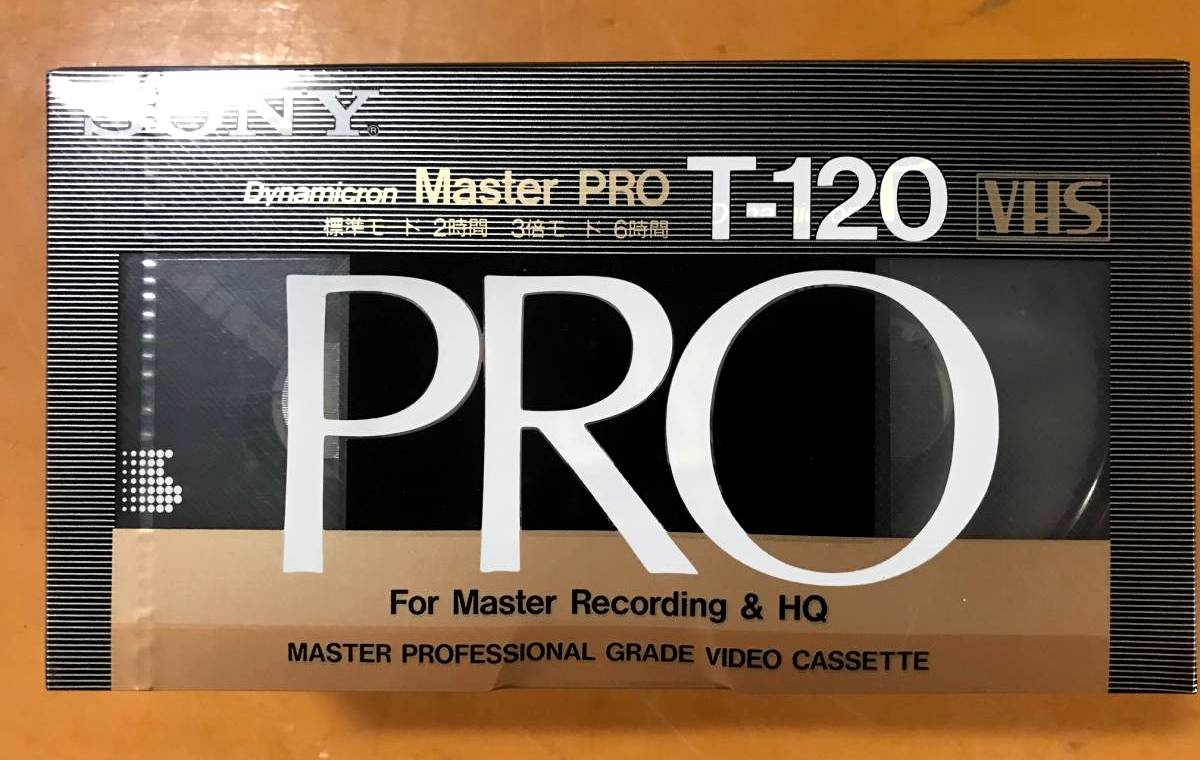 SONY®
Dynamicron Master PRO T-120 VHS
標準モード 2時間 3倍モード 6時間
PRO
For Master Recording & HQ
MASTER PROFESSIONAL GRADE VIDEO CASSETTE